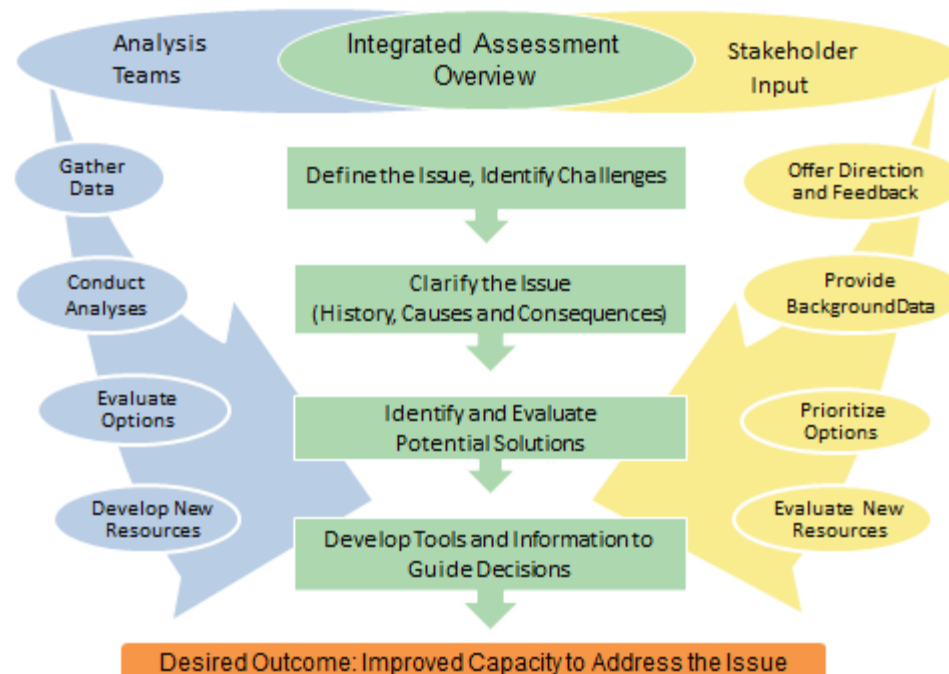 Analysis
Teams
Integrated Assessment
Overview
Stakeholder
Input
Gather
Data
Define the Issue, Identify Challenges
Offer Direction
and Feedback
Conduct
Analyses
Clarify the Issue
(History, Causes and Consequences)
Provide
BackgroundData
Evaluate
Options
Identify and Evaluate
Potential Solutions
Prioritize
Options
Develop New
Resources
Develop Tools and Information to
Guide Decisions
Evaluate New
Resources
Desired Outcome: Improved Capacity to Address the Issue